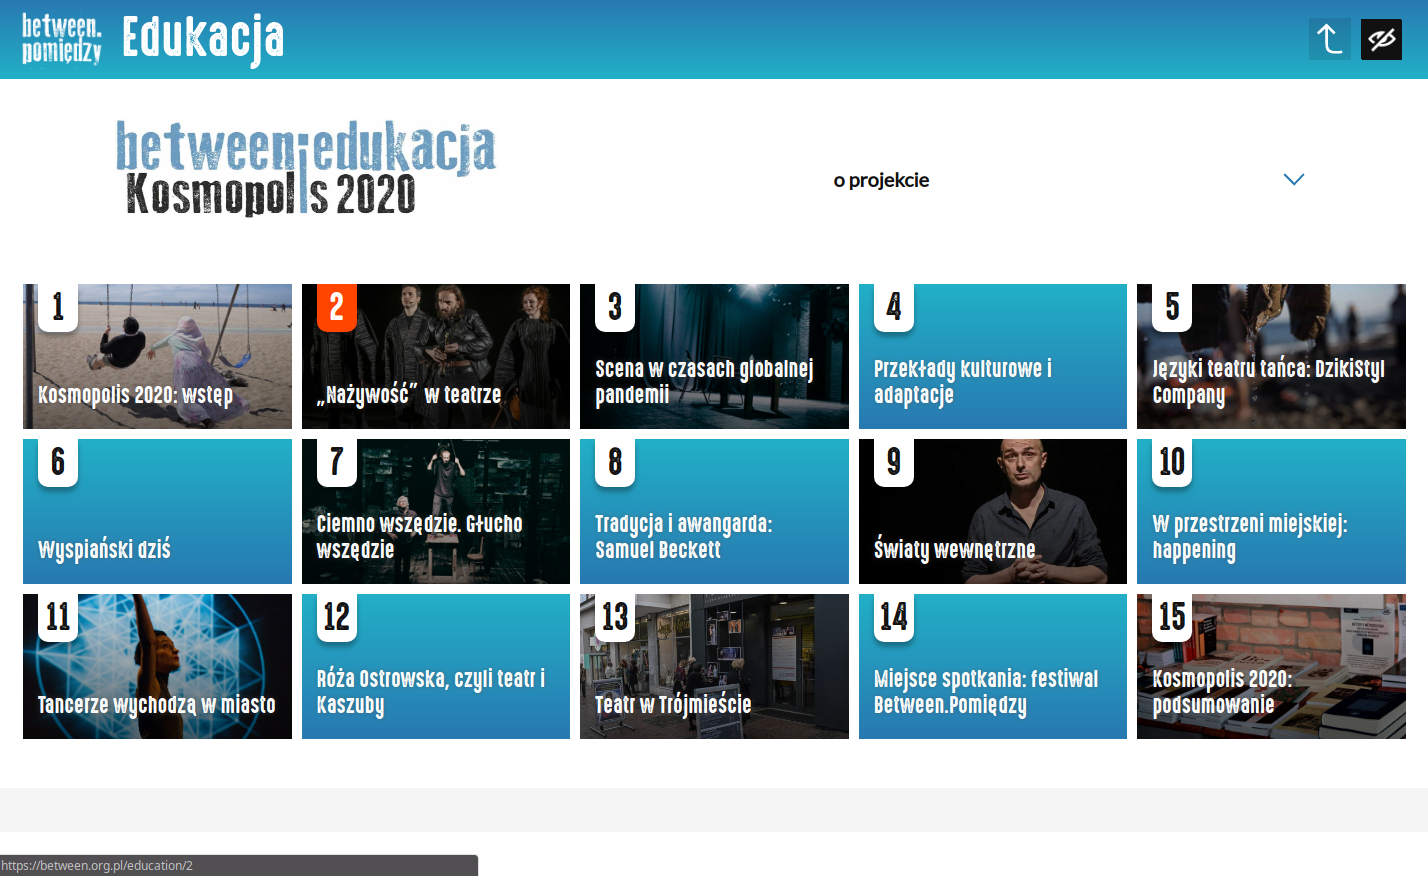 between.
pomiędzy
Edukacja
between edukacja
Kosmopolis 2020
o projekcie
1
Kosmopolis 2020: wstęp
2
„Nażywość” w teatrze
3
Scena w czasach globalnej
pandemii
4
Przekłady kulturowe i
adaptacje
5
Języki teatru tańca: DzikiStyl
Company
6
Wyspiański dziś
7
Ciemno wszędzie. Głucho
wszędzie
8
Tradycja i awangarda:
Samuel Beckett
9
Światy wewnętrzne
10
W przestrzeni miejskiej:
happening
11
Tancerze wychodzą w miasto
12
Róża Ostrowska, czyli teatr i
Kaszuby
13
Teatr w Trójmieście
14
Miejsce spotkania: festiwal
Between.Pomiędzy
15
Kosmopolis 2020:
podsumowanie
https://between.org.pl/education/2